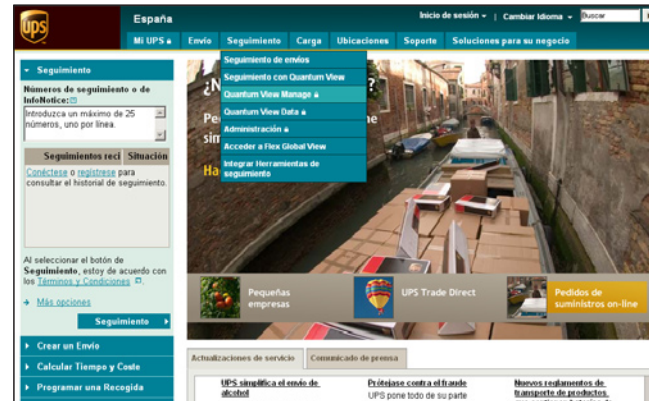 ups
España
Inicio de sesión
|
Cambiar Idioma
Buscar
Mi UPS
Envío
Seguimiento
Carga
Ubicaciones
Soporte
Soluciones para su negocio
Seguimiento
Números de seguimiento o de
InfoNotice:
Introduzca un máximo de 25
números, uno por línea.
Seguimientos reci
Situación
Conéctese o regístrese para
consultar el historial de seguimiento.
Al seleccionar el botón de
Seguimiento, estoy de acuerdo con
los Términos y Condiciones
Más opciones
Seguimiento
Crear un Envío
Calcular Tiempo y Coste
Programar una Recogida
Seguimiento de envíos
Seguimiento con Quantum View
Quantum View Manage
Quantum View Data
Administración
Acceder a Flex Global View
Integrar Herramientas de
seguimiento
¿N
?
Pe
ne
sim
Ha
Pequeñas
empresas
UPS Trade Direct
Pedidos de
suministros on-line
Actualizaciones de servicio
Comunicado de prensa
UPS simplifica el envío de
alcohol
Prótejase contra el fraude
UPS pone todo de su parte
Nuevos reglamentos de
transporte de productos